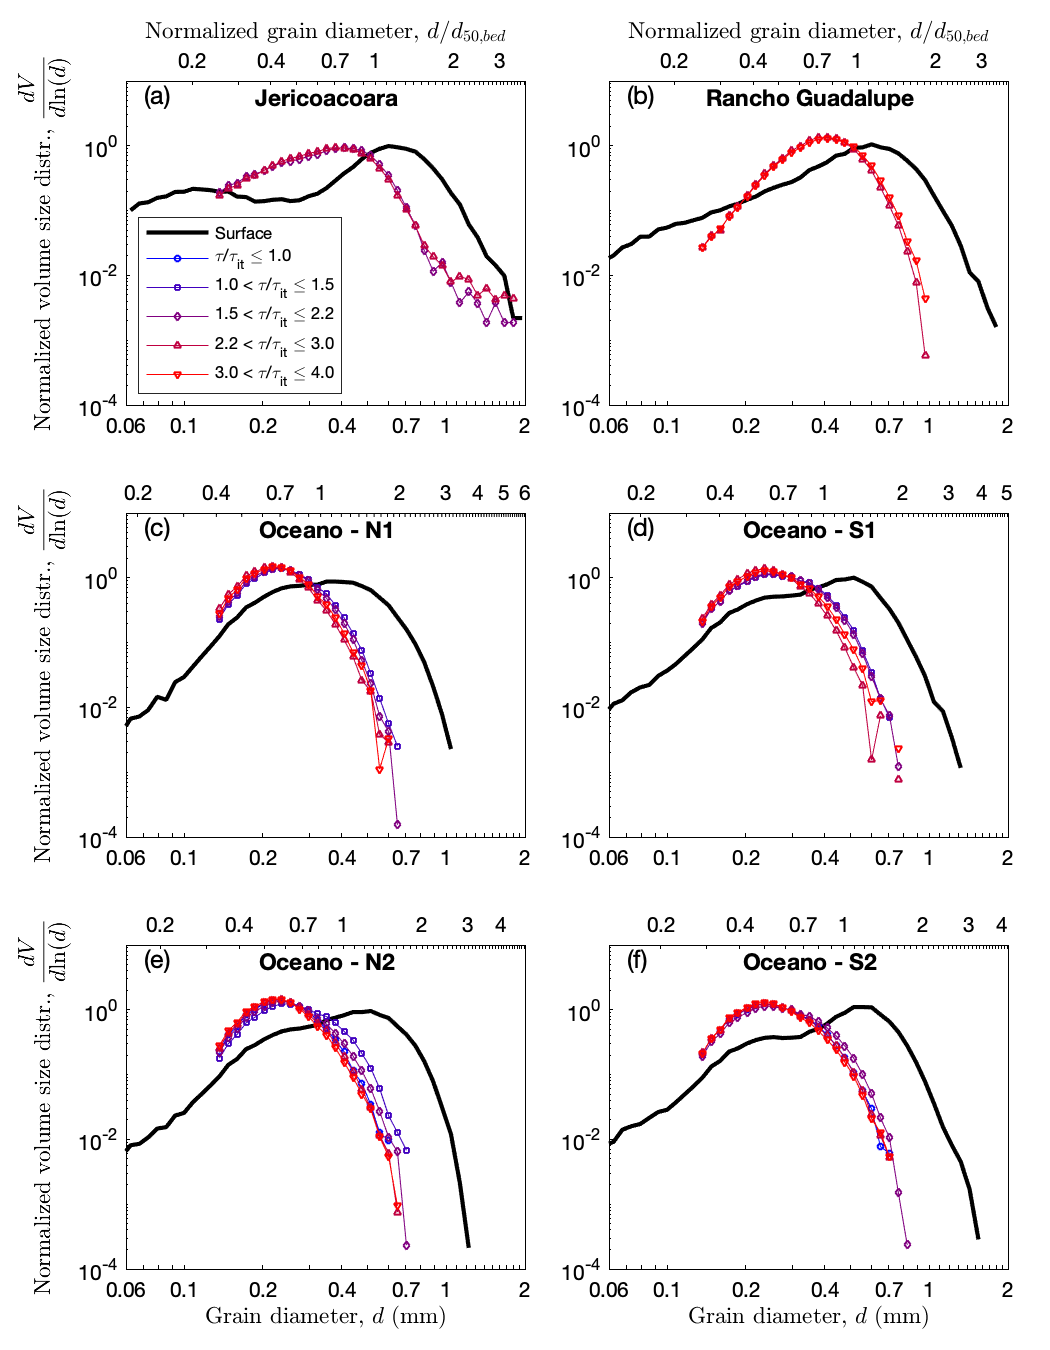 Normalized grain diameter, d/d50,bed
Normalized grain diameter, d/d50,bed
0.2 0.4 0.7 1 2 3
0.2 0.4 0.7 1 2 3
(a) Jericoacoara
(b) Rancho Guadalupe
Normalized volume size distr., dV/dln(d)
10^0
10^-2
10^-4
10^0
10^-2
10^-4
Surface
τ/τit ≤ 1.0
1.0 < τ/τit ≤ 1.5
1.5 < τ/τit ≤ 2.2
2.2 < τ/τit ≤ 3.0
3.0 < τ/τit ≤ 4.0
0.06 0.1 0.2 0.4 0.7 1 2
0.06 0.1 0.2 0.4 0.7 1 2
0.2 0.4 0.7 1 2 3 4 5 6
0.2 0.4 0.7 1 2 3 4 5
(c) Oceano - N1
(d) Oceano - S1
Normalized volume size distr., dV/dln(d)
10^0
10^-2
10^-4
10^0
10^-2
10^-4
0.06 0.1 0.2 0.4 0.7 1 2
0.06 0.1 0.2 0.4 0.7 1 2
0.2 0.4 0.7 1 2 3 4
0.2 0.4 0.7 1 2 3 4
(e) Oceano - N2
(f) Oceano - S2
Normalized volume size distr., dV/dln(d)
10^0
10^-2
10^-4
10^0
10^-2
10^-4
0.06 0.1 0.2 0.4 0.7 1 2
0.06 0.1 0.2 0.4 0.7 1 2
Grain diameter, d (mm)
Grain diameter, d (mm)